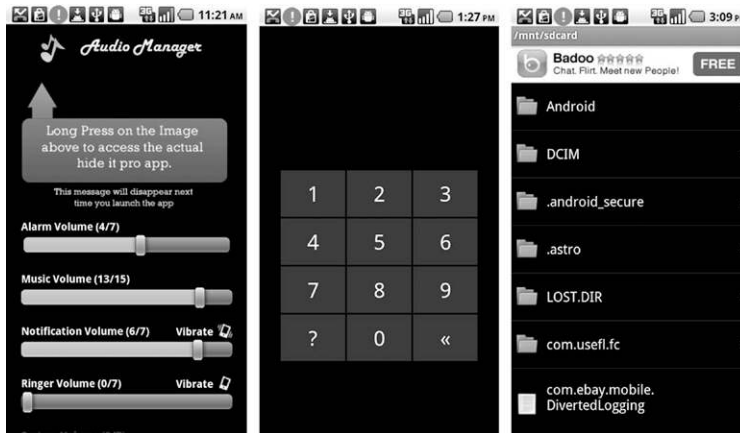 3G
11:21 AM
Audio Manager
Long Press on the Image
above to access the actual
hide it pro app.
This message will disappear next
time you launch the app
Alarm Volume (4/7)
Music Volume (13/15)
Notification Volume (6/7) Vibrate
Ringer Volume (0/7) Vibrate
3G
1:27 PM
1 2 3
4 5 6
7 8 9
? 0 «
3G
3:09 P
/mnt/sdcard
Badoo
Chat. Flirt. Meet new People!
FREE
Android
DCIM
.android_secure
.astro
LOST.DIR
com.usefl.fc
com.ebay.mobile.
DivertedLogging